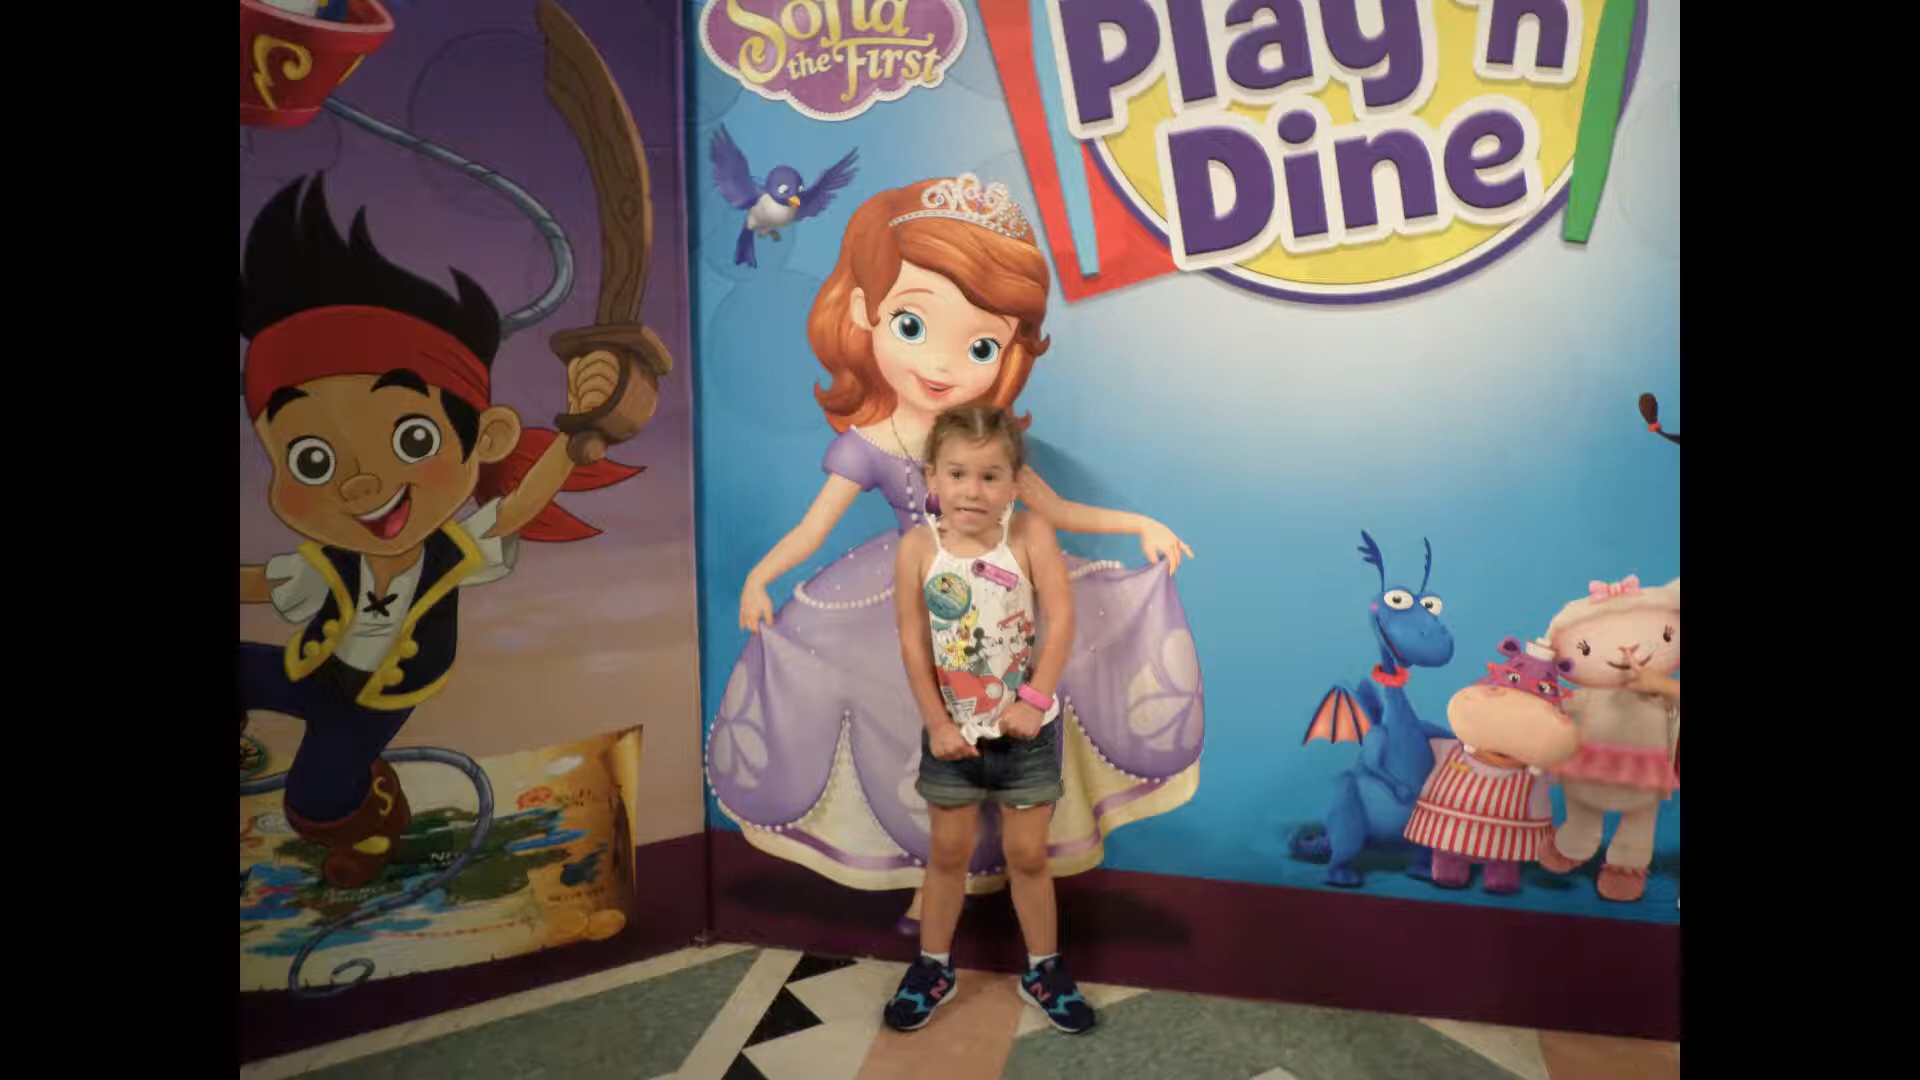 Sofia
the First
Play 'n
Dine